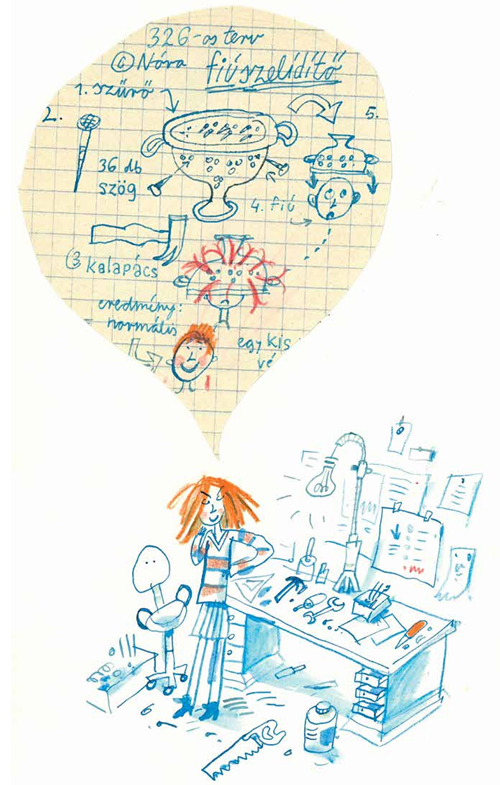 326-os terv
© Nóra fiúszelídítő
1. szűrő
2.
5.
36 db
szög
4. fiú
3 kalapács
eredmény:
normális
egy kis
vé